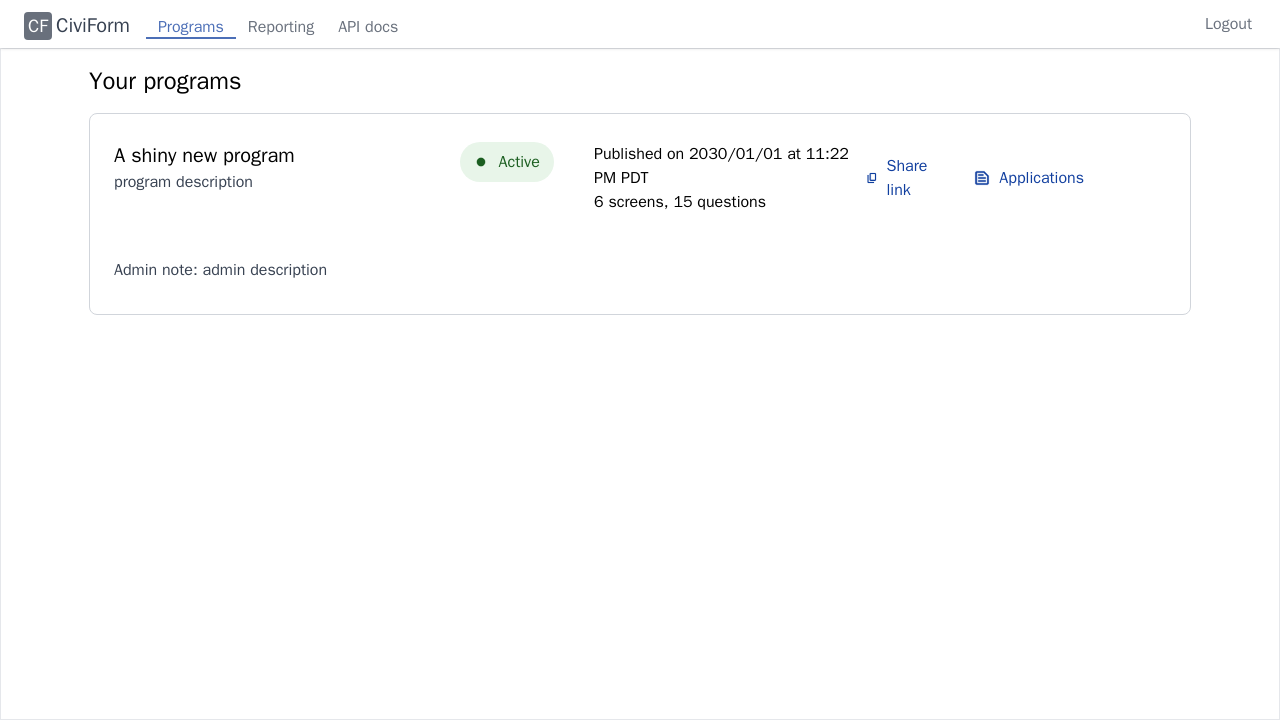 CF CiviForm Programs Reporting API docs Logout
Your programs
A shiny new program
program description
Active
Published on 2030/01/01 at 11:22
PM PDT
6 screens, 15 questions
Share
link
Applications
Admin note: admin description